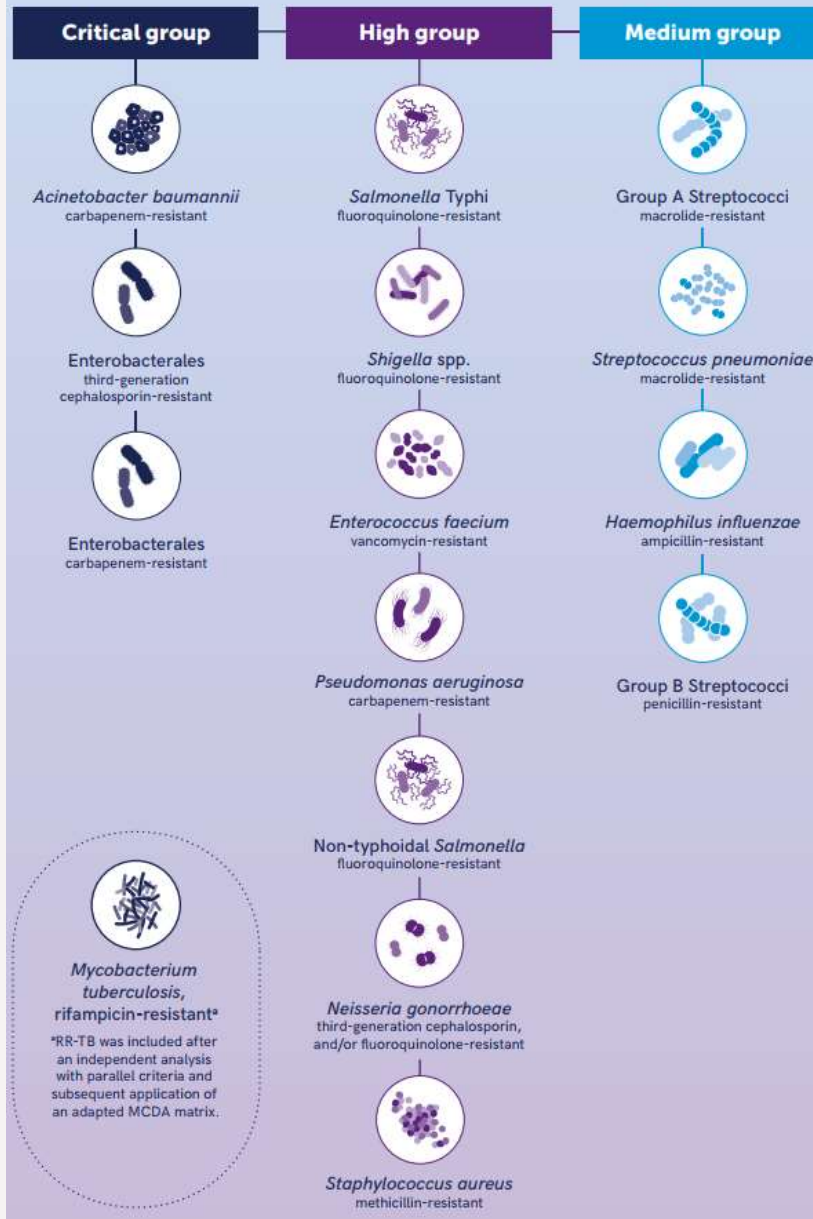 Critical group
Acinetobacter baumannii
carbapenem-resistant
Enterobacterales
third-generation
cephalosporin-resistant
Enterobacterales
carbapenem-resistant
Mycobacterium
tuberculosis,
rifampicin-resistantᵃ
ᵃRR-TB was included after
an independent analysis
with parallel criteria and
subsequent application of
an adapted MCDA matrix.
High group
Salmonella Typhi
fluoroquinolone-resistant
Shigella spp.
fluoroquinolone-resistant
Enterococcus faecium
vancomycin-resistant
Pseudomonas aeruginosa
carbapenem-resistant
Non-typhoidal Salmonella
fluoroquinolone-resistant
Neisseria gonorrhoeae
third-generation cephalosporin,
and/or fluoroquinolone-resistant
Staphylococcus aureus
methicillin-resistant
Medium group
Group A Streptococci
macrolide-resistant
Streptococcus pneumoniae
macrolide-resistant
Haemophilus influenzae
ampicillin-resistant
Group B Streptococci
penicillin-resistant